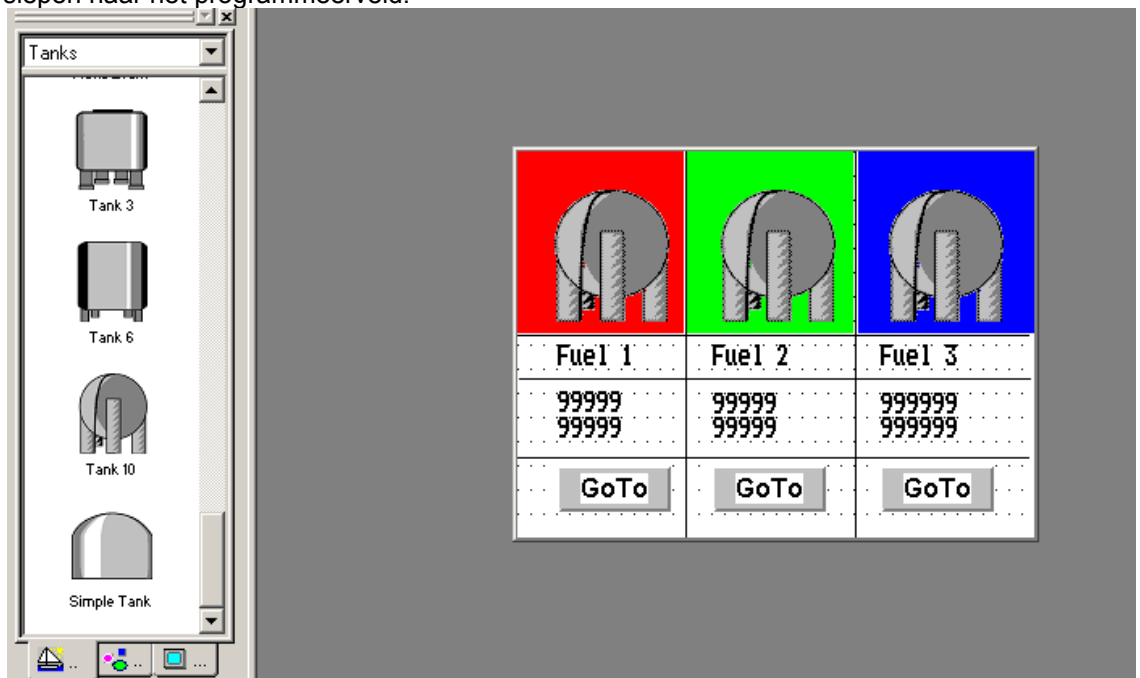 slepen naar het programmeerveld.
Tanks
Tank 3
Tank 6
Tank 10
Simple Tank
Fuel 1 Fuel 2 Fuel 3
99999 99999 999999
99999 99999 999999
GoTo GoTo GoTo